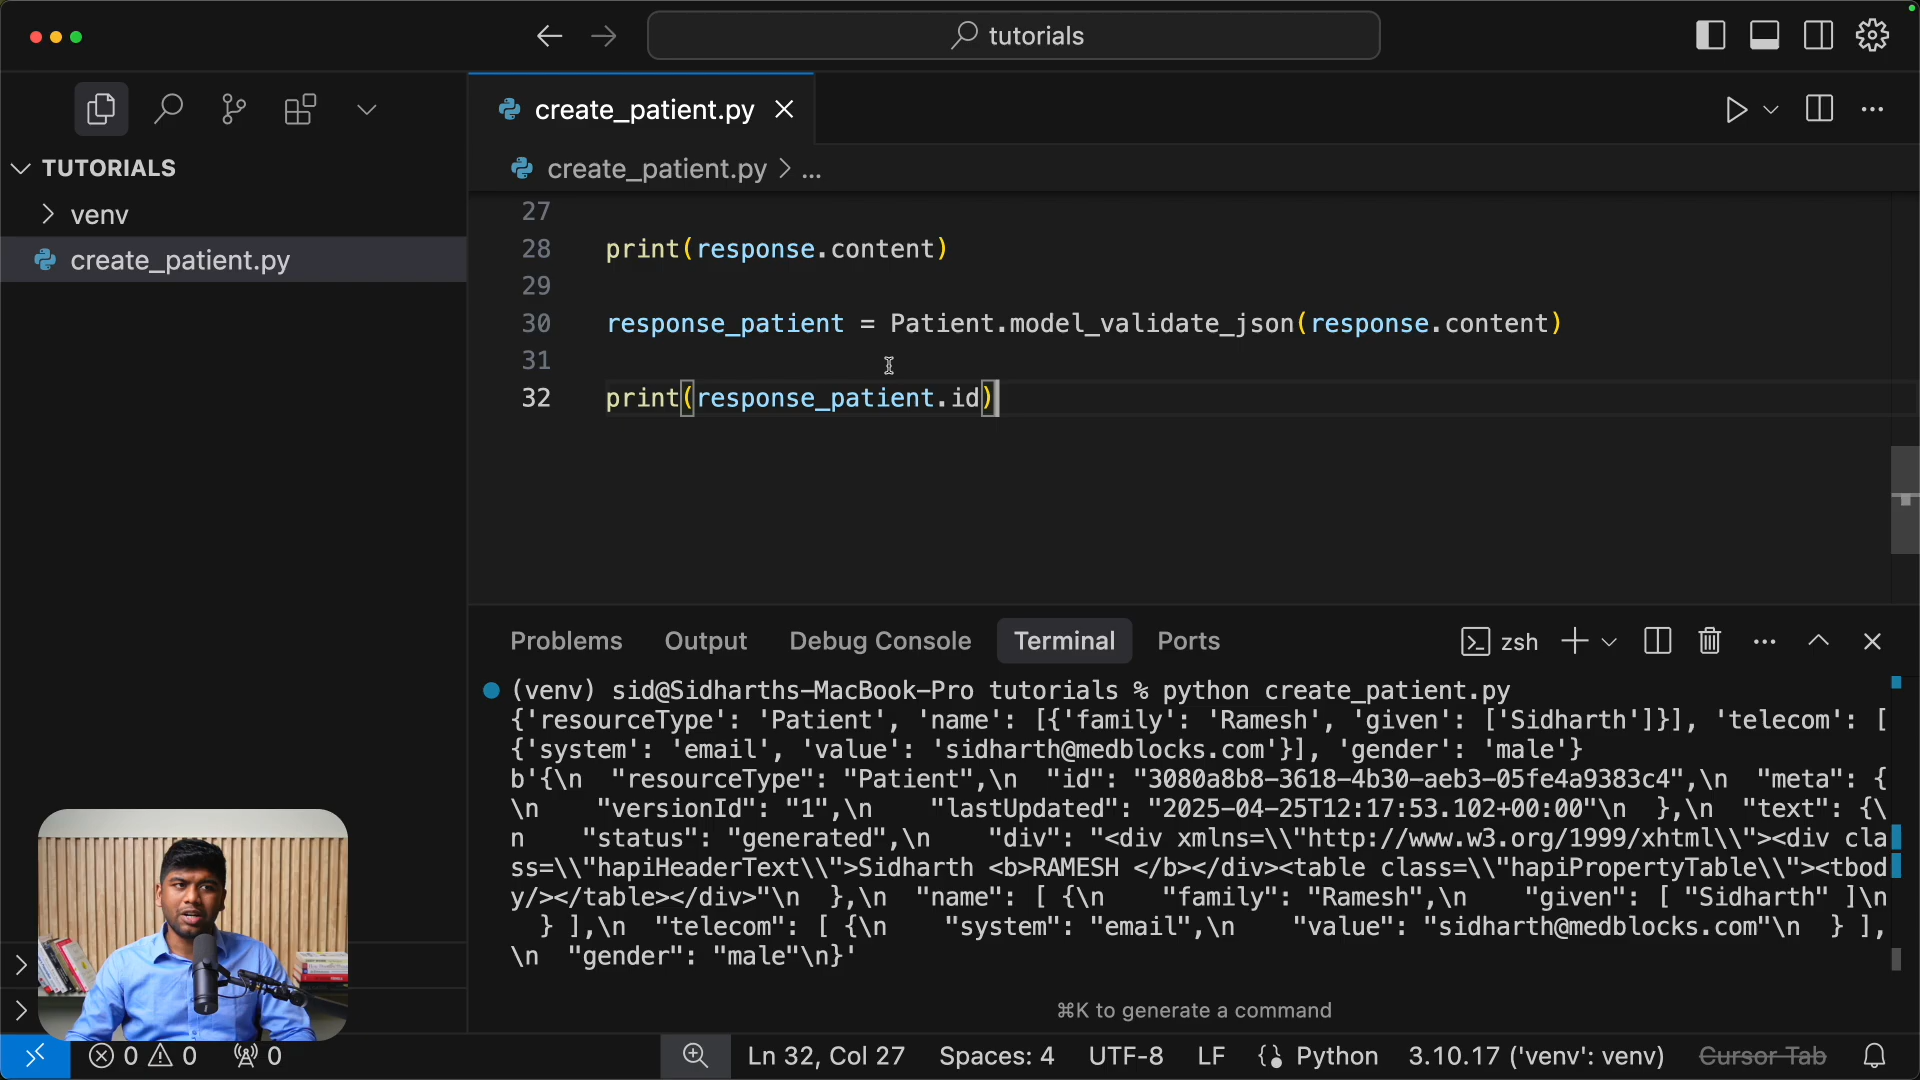 tutorials
create_patient.py
TUTORIALS
venv
create_patient.py
create_patient.py > ...
27
28 print(response.content)
29
30 response_patient = Patient.model_validate_json(response.content)
31
32 print(response_patient.id)
Problems Output Debug Console Terminal Ports zsh
(venv) sid@Sidharths-MacBook-Pro tutorials % python create_patient.py
{'resourceType': 'Patient', 'name': [{'family': 'Ramesh', 'given': ['Sidharth']}], 'telecom': [
{'system': 'email', 'value': 'sidharth@medblocks.com'}], 'gender': 'male'}
b'{\n  "resourceType": "Patient",\n  "id": "3080a8b8-3618-4b30-aeb3-05fe4a9383c4",\n  "meta": {
\n    "versionId": "1",\n    "lastUpdated": "2025-04-25T12:17:53.102+00:00"\n  },\n  "text": {\
n    "status": "generated",\n    "div": "<div xmlns=\\"http://www.w3.org/1999/xhtml\\"><div cla
ss=\\"hapiHeaderText\\">Sidharth <b>RAMESH </b></div><table class=\\"hapiPropertyTable\\"><tbod
y/></table></div>"\n  },\n  "name": [ {\n    "family": "Ramesh",\n    "given": [ "Sidharth" ]\n
  } ],\n  "telecom": [ {\n    "system": "email",\n    "value": "sidharth@medblocks.com"\n  } ],
\n  "gender": "male"\n}'
⌘K to generate a command
0 0 0 Ln 32, Col 27 Spaces: 4 UTF-8 LF Python 3.10.17 ('venv': venv) Cursor Tab